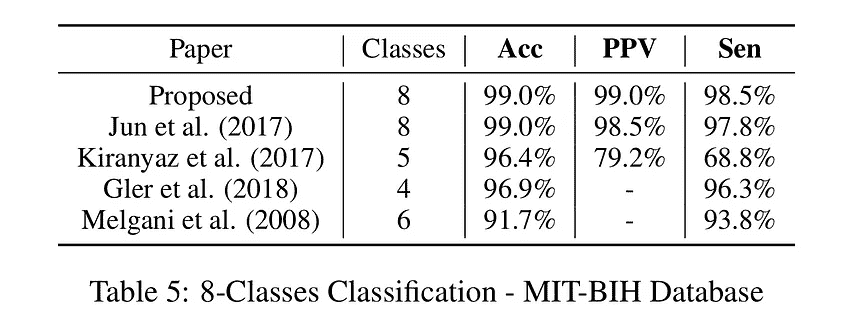 Paper Classes Acc PPV Sen
Proposed 8 99.0% 99.0% 98.5%
Jun et al. (2017) 8 99.0% 98.5% 97.8%
Kiranyaz et al. (2017) 5 96.4% 79.2% 68.8%
Gler et al. (2018) 4 96.9% - 96.3%
Melgani et al. (2008) 6 91.7% - 93.8%
Table 5: 8-Classes Classification - MIT-BIH Database